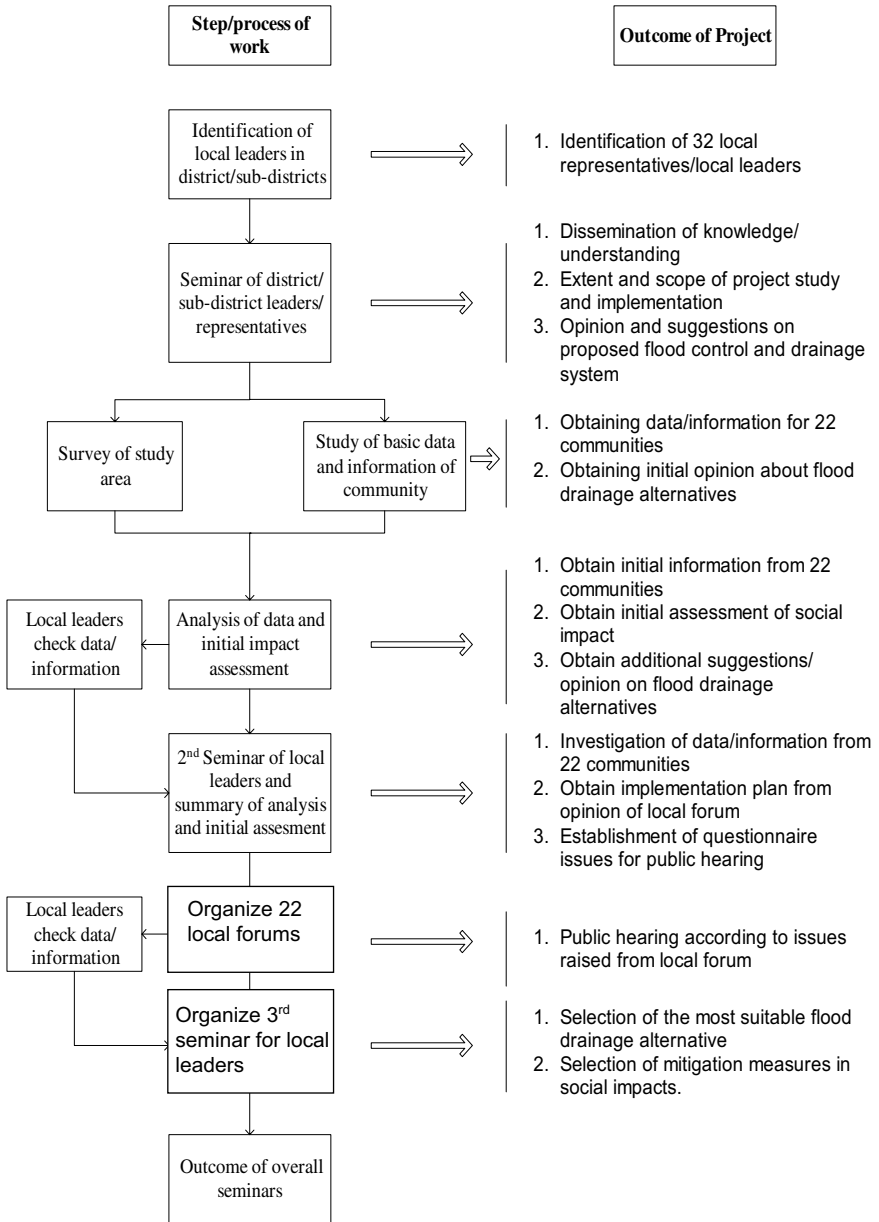 Step/process of
work
Outcome of Project
Identification of
local leaders in
district/sub-districts
1. Identification of 32 local
representatives/local leaders
Seminar of district/
sub-district leaders/
representatives
1. Dissemination of knowledge/
understanding
2. Extent and scope of project study
and implementation
3. Opinion and suggestions on
proposed flood control and drainage
system
Survey of study
area
Study of basic data
and information of
community
1. Obtaining data/information for 22
communities
2. Obtaining initial opinion about flood
drainage alternatives
Local leaders
check data/
information
Analysis of data and
initial impact
assessment
1. Obtain initial information from 22
communities
2. Obtain initial assessment of social
impact
3. Obtain additional suggestions/
opinion on flood drainage
alternatives
2nd Seminar of local
leaders and
summary of analysis
and initial assesment
1. Investigation of data/information from
22 communities
2. Obtain implementation plan from
opinion of local forum
3. Establishment of questionnaire
issues for public hearing
Local leaders
check data/
information
Organize 22
local forums
1. Public hearing according to issues
raised from local forum
Organize 3rd
seminar for local
leaders
1. Selection of the most suitable flood
drainage alternative
2. Selection of mitigation measures in
social impacts.
Outcome of overall
seminars